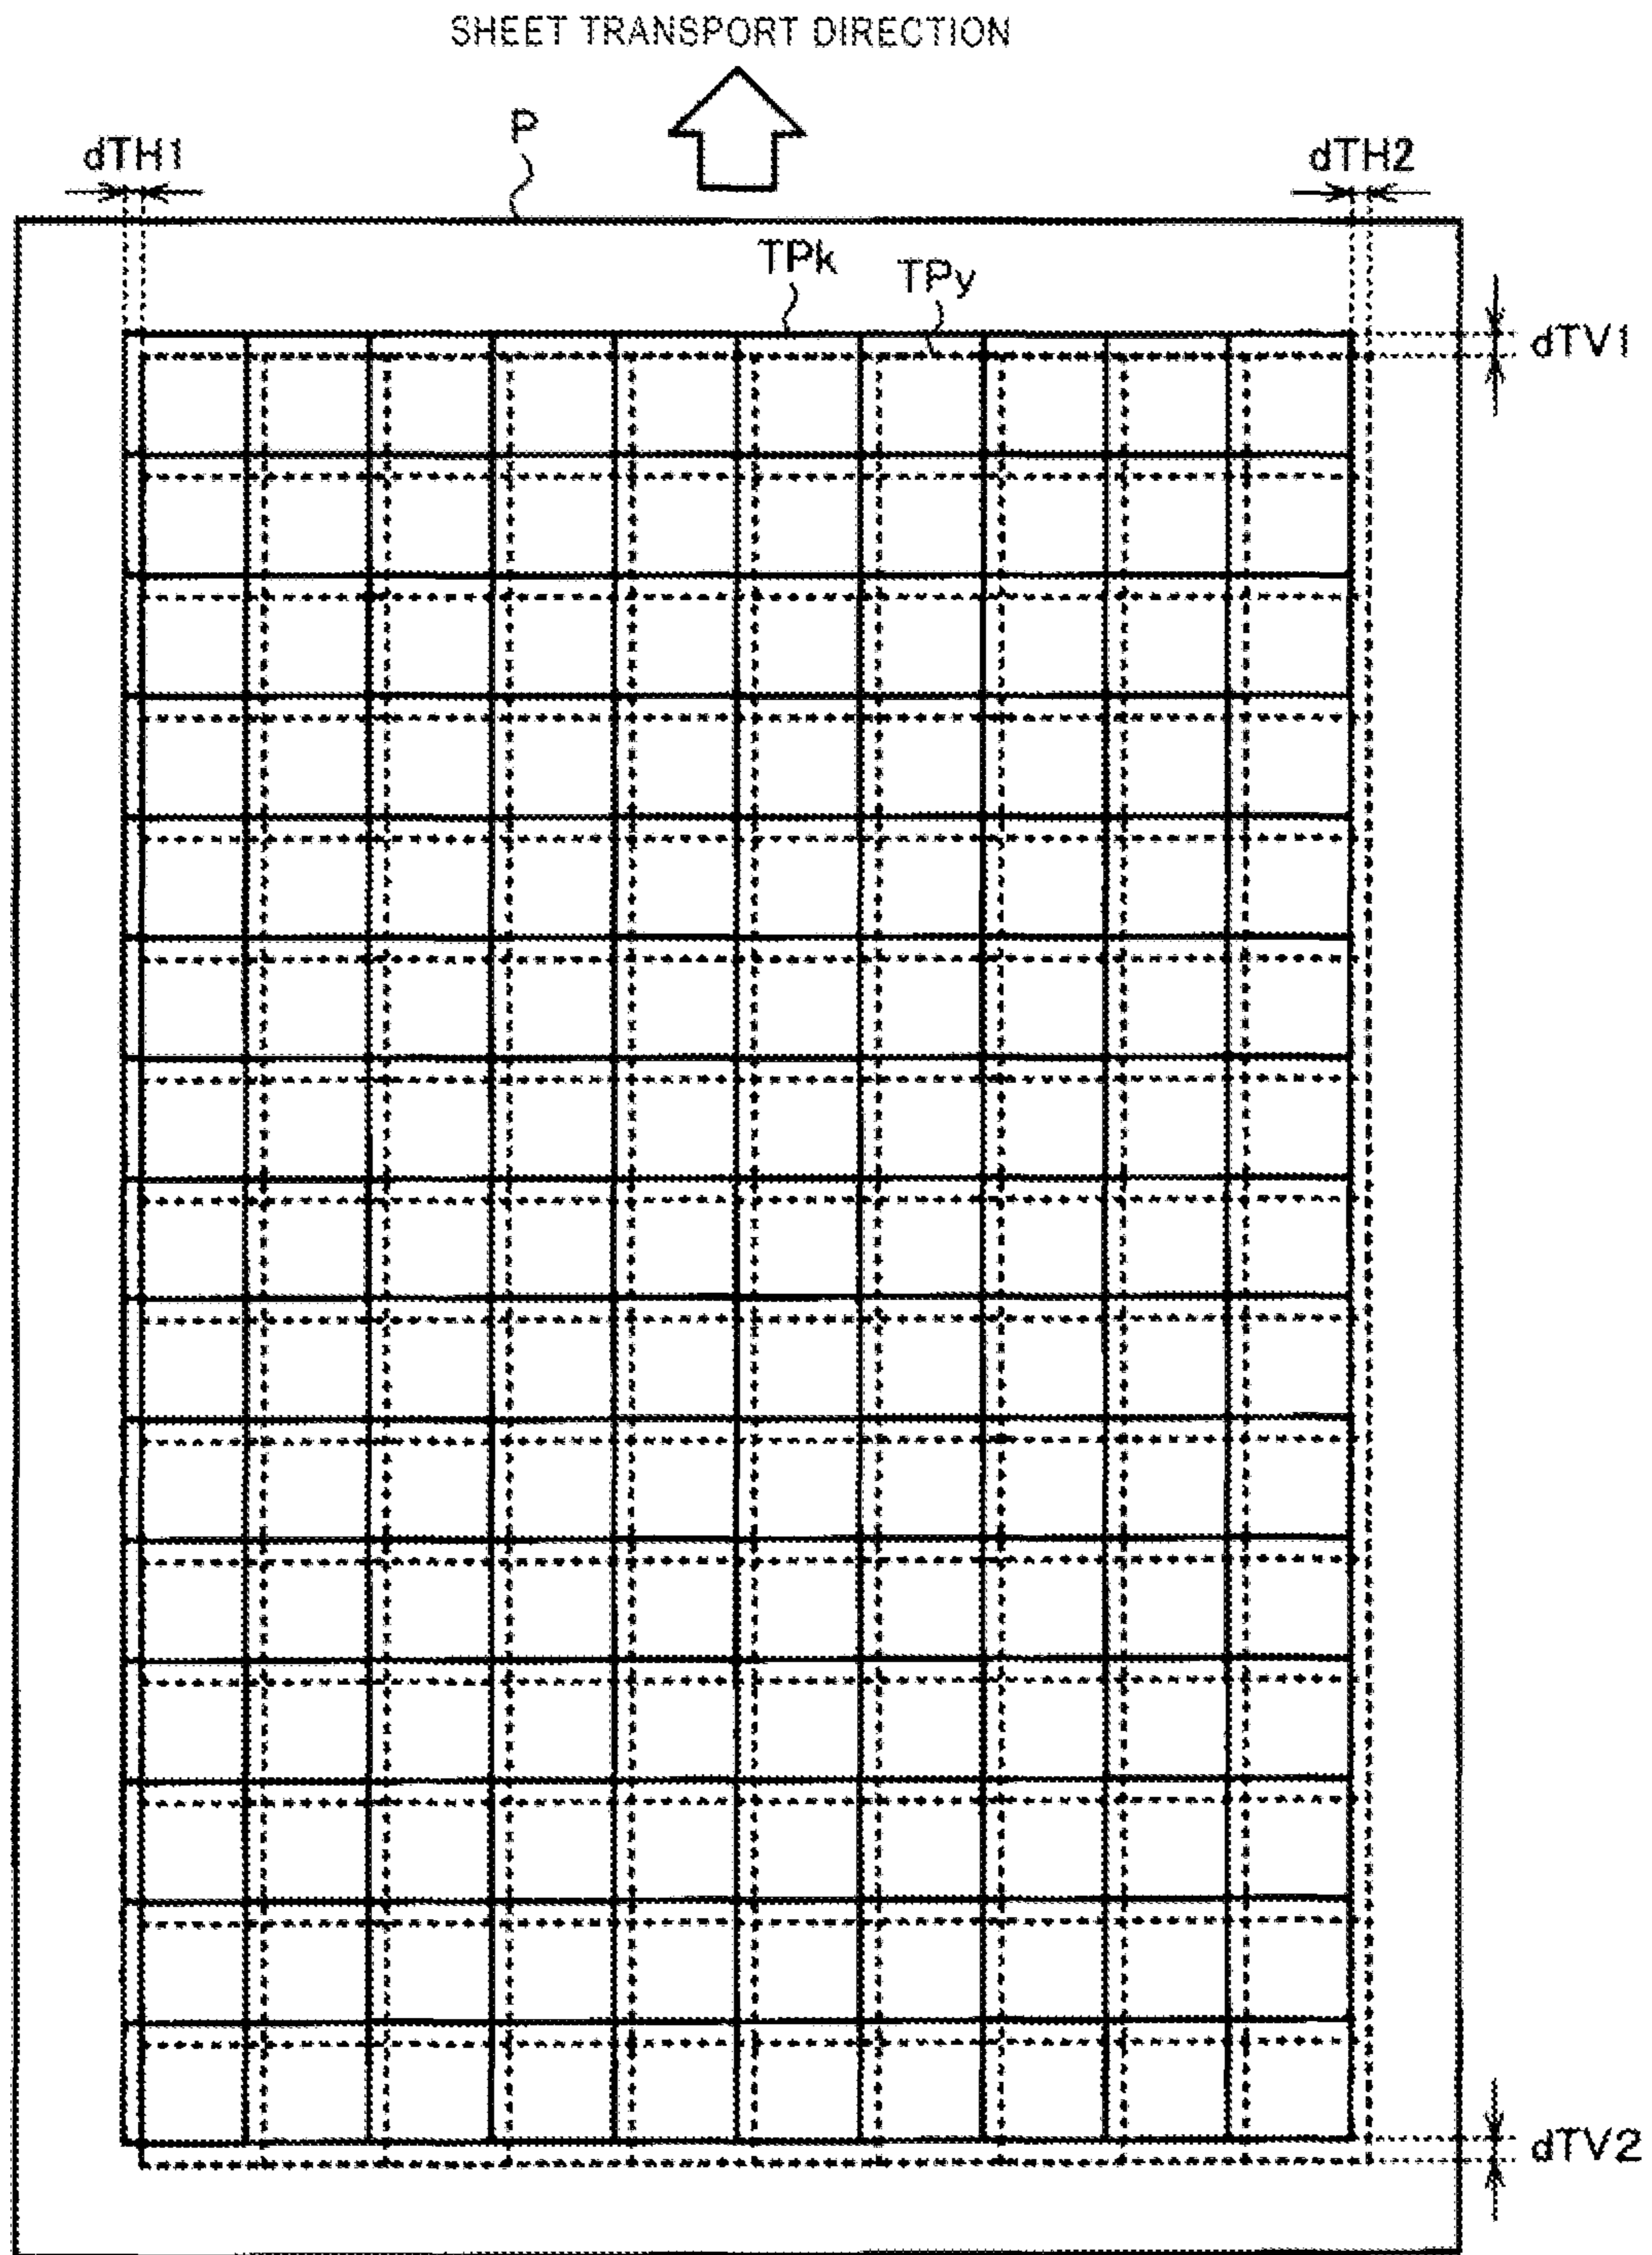 SHEET TRANSPORT DIRECTION
P
dTH1
dTH2
TPk
TPy
dTV1
dTV2